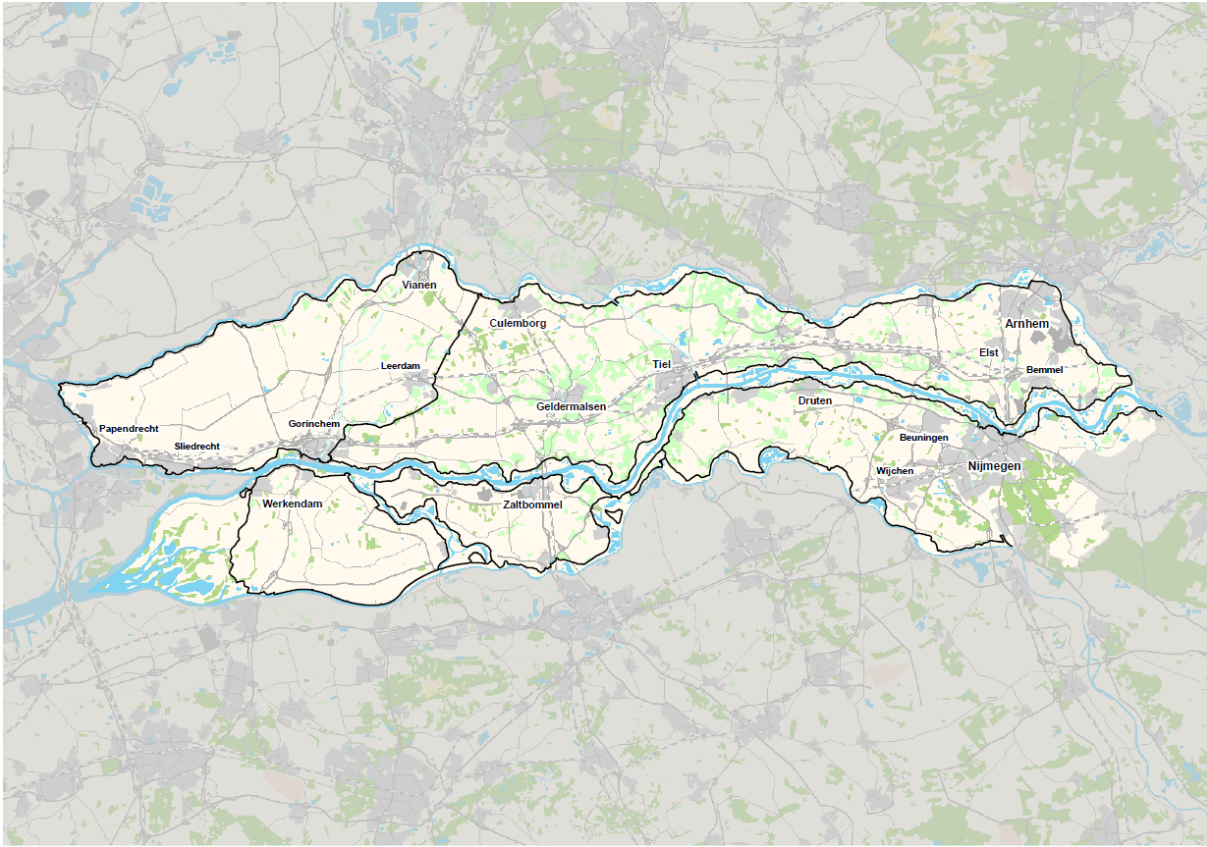 Vianen
Culemborg
Arnhem
Elst
Tiel
Leerdam
Bemmel
Geldermalsen
Druten
Gorinchem
Papendrecht
Beuningen
Sliedrecht
Nijmegen
Wijchen
Werkendam
Zaltbommel